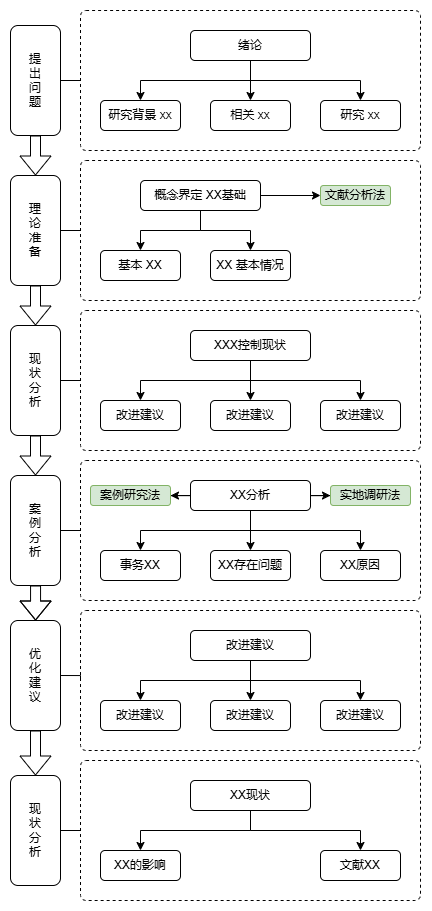 提出问题
绪论
研究背景 xx
相关 xx
研究 xx
理论准备
概念界定 XX基础
文献分析法
基本 XX
XX 基本情况
现状分析
XXX控制现状
改进建议
改进建议
改进建议
案例分析
案例研究法
XX分析
实地调研法
事务XX
XX存在问题
XX原因
优化建议
改进建议
改进建议
改进建议
改进建议
现状分析
XX现状
XX的影响
文献XX